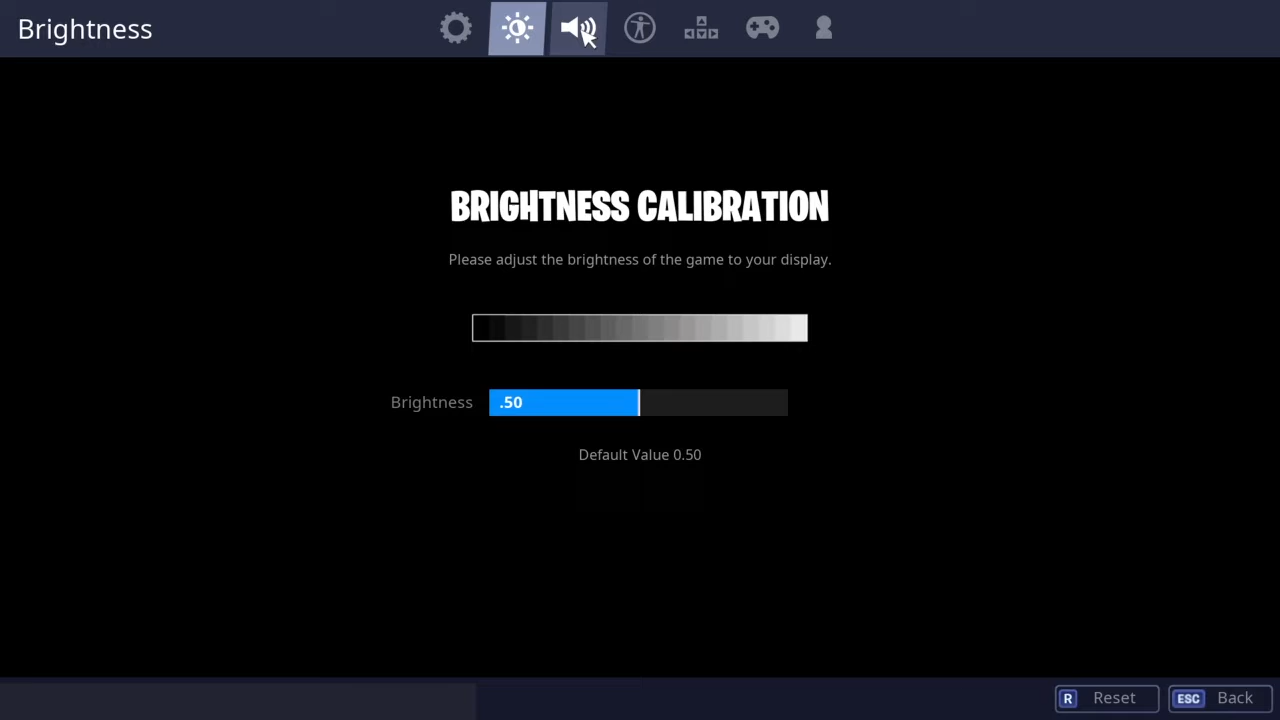 Brightness
BRIGHTNESS CALIBRATION
Please adjust the brightness of the game to your display.
Brightness .50
Default Value 0.50
R Reset ESC Back